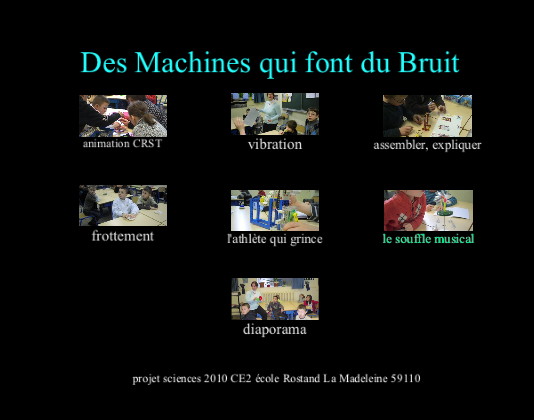 Des Machines qui font du Bruit
animation CRST
vibration
assembler, expliquer
frottement
l'athlète qui grince
le souffle musical
diaporama
projet sciences 2010 CE2 école Rostand La Madeleine 59110